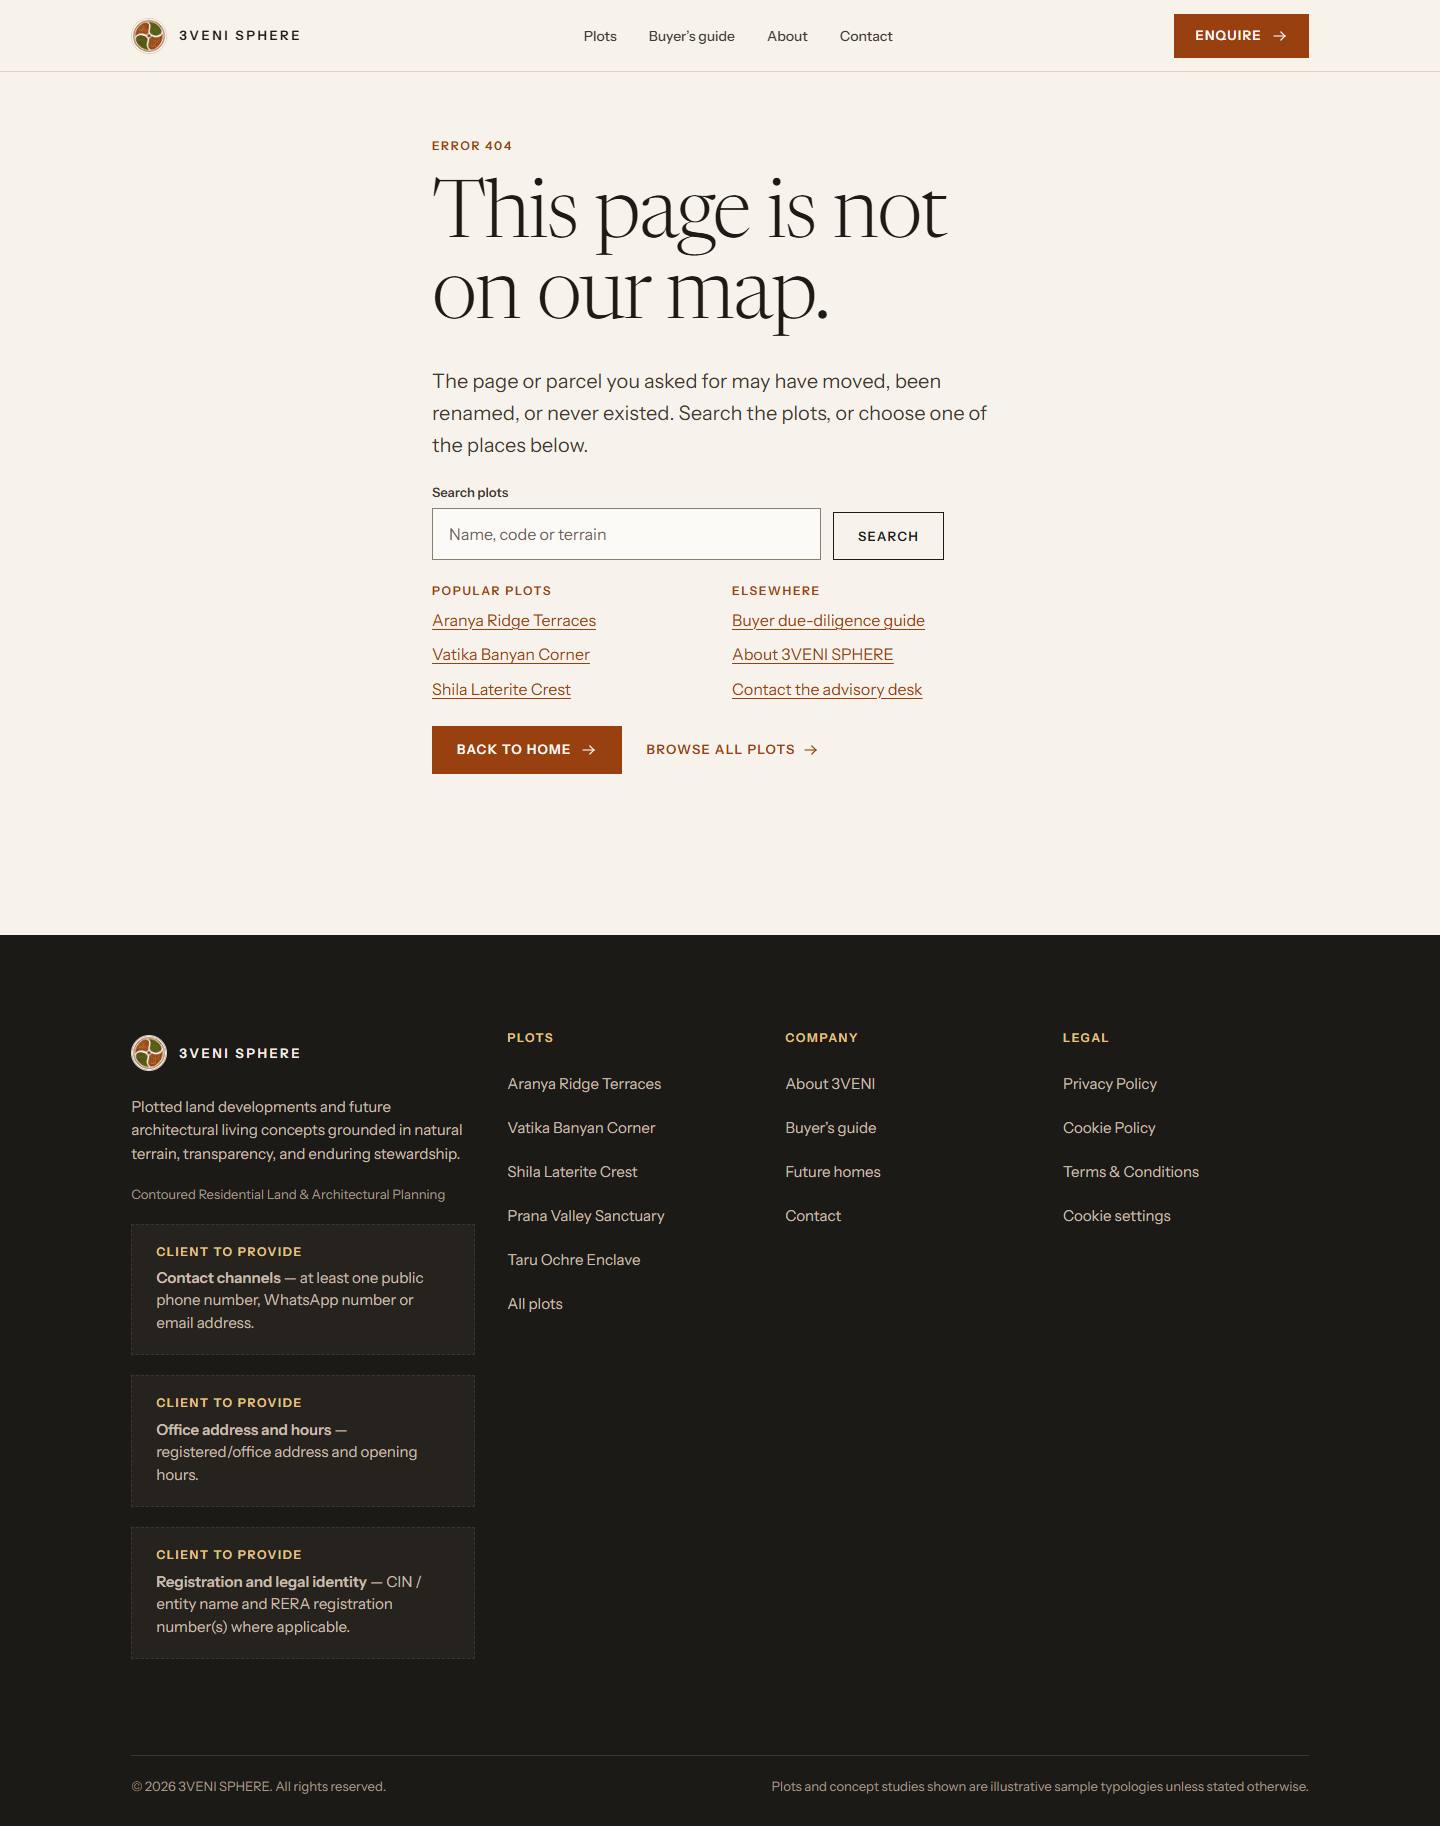 3VENI SPHERE
Plots
Buyer's guide
About
Contact
ENQUIRE →
ERROR 404
This page is not
on our map.
The page or parcel you asked for may have moved, been
renamed, or never existed. Search the plots, or choose one of
the places below.
Search plots
Name, code or terrain
SEARCH
POPULAR PLOTS
Aranya Ridge Terraces
Vatika Banyan Corner
Shila Laterite Crest
ELSEWHERE
Buyer due-diligence guide
About 3VENI SPHERE
Contact the advisory desk
BACK TO HOME →
BROWSE ALL PLOTS →
3VENI SPHERE
Plotted land developments and future
architectural living concepts grounded in natural
terrain, transparency, and enduring stewardship.
Contoured Residential Land & Architectural Planning
CLIENT TO PROVIDE
Contact channels — at least one public
phone number, WhatsApp number or
email address.
CLIENT TO PROVIDE
Office address and hours —
registered/office address and opening
hours.
CLIENT TO PROVIDE
Registration and legal identity — CIN /
entity name and RERA registration
number(s) where applicable.
PLOTS
Aranya Ridge Terraces
Vatika Banyan Corner
Shila Laterite Crest
Prana Valley Sanctuary
Taru Ochre Enclave
All plots
COMPANY
About 3VENI
Buyer's guide
Future homes
Contact
LEGAL
Privacy Policy
Cookie Policy
Terms & Conditions
Cookie settings
© 2026 3VENI SPHERE. All rights reserved.
Plots and concept studies shown are illustrative sample typologies unless stated otherwise.